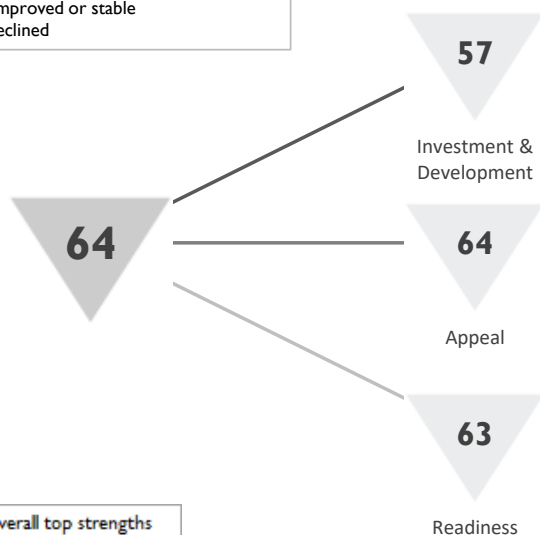 mproved or stable
eclined
57
Investment &
Development
64
64
Appeal
63
Readiness
verall top strengths